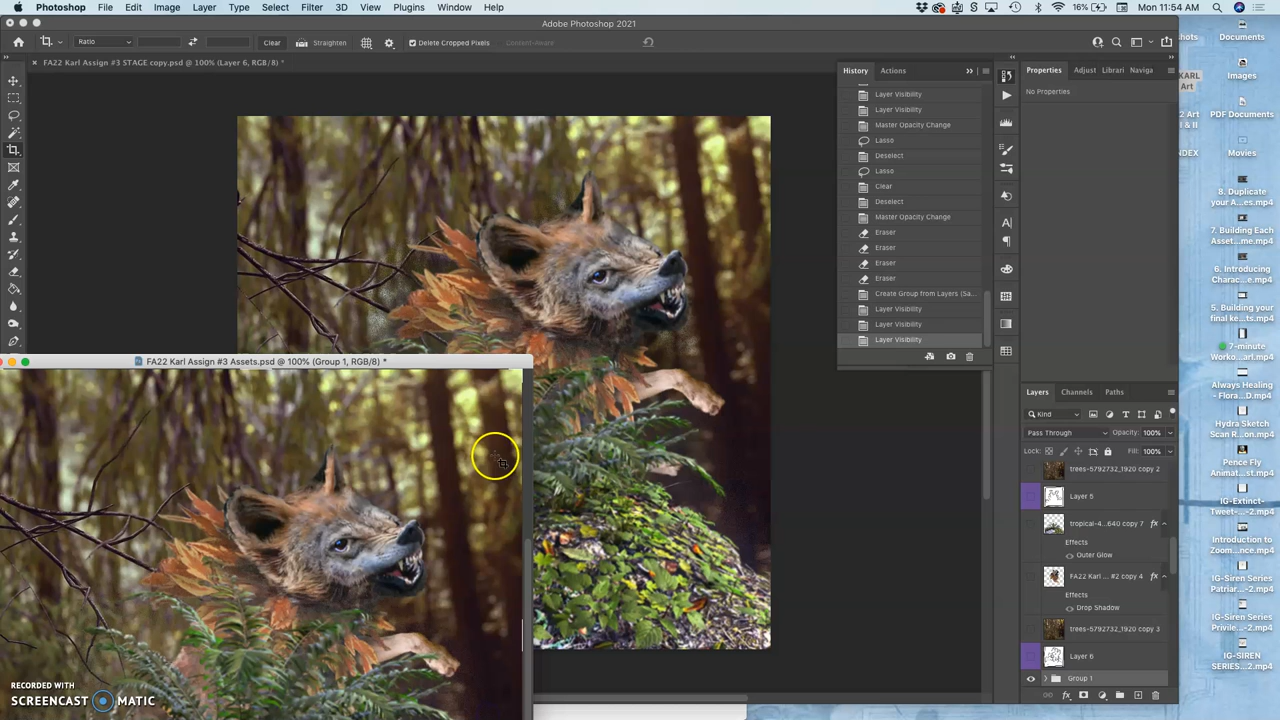 Photoshop File Edit Image Layer Type Select Filter 3D View Plugins Window Help 16% Mon 11:54 AM
Adobe Photoshop 2021
Ratio Clear Straighten Delete Cropped Pixels Content-Aware
FA22 Karl Assign #3 STAGE copy.psd @ 100% (Layer 6, RGB/8) *
History Actions
Layer Visibility
Layer Visibility
Master Opacity Change
Lasso
Deselect
Lasso
Clear
Deselect
Master Opacity Change
Eraser
Eraser
Eraser
Eraser
Create Group from Layers (Sa...
Layer Visibility
Layer Visibility
Layer Visibility
Properties Adjust Librari Naviga
No Properties
FA22 Karl Assign #3 Assets.psd @ 100% (Group 1, RGB/8) *
Layers Channels Paths
Kind
Pass Through Opacity: 100%
Lock: Fill: 100%
trees-5792732_1920 copy 2
Layer 5
tropical-4...640 copy 7 fx
Effects
Outer Glow
FA22 Karl ... #2 copy 4 fx
Effects
Drop Shadow
trees-5792732_1920 copy 3
Layer 6
Group 1
RECORDED WITH
SCREENCAST MATIC
shots
KARL
Art
2 Art
I & II
NDEX
Documents
Images
PDF Documents
Movies
8. Duplicate
your A...es.mp4
7. Building Each
Asset...me.mp4
6. Introducing
Charac...e.mp4
5. Building your
final ke...ts.mp4
7-minute
Worko...arl.mp4
Always Healing
- Flora...D.mp4
Hydra Sketch
Scan R...om.mp4
Pence Fly
Animat...st.mp4
IG-Extinct-
Tweet-...-2.mp4
Introduction to
Zoom...nce.mp4
IG-Siren Series
Patriar...-2.mp4
IG-Siren Series
Privile...-2.mp4
IG-SIREN
SERIES...-2.mp4